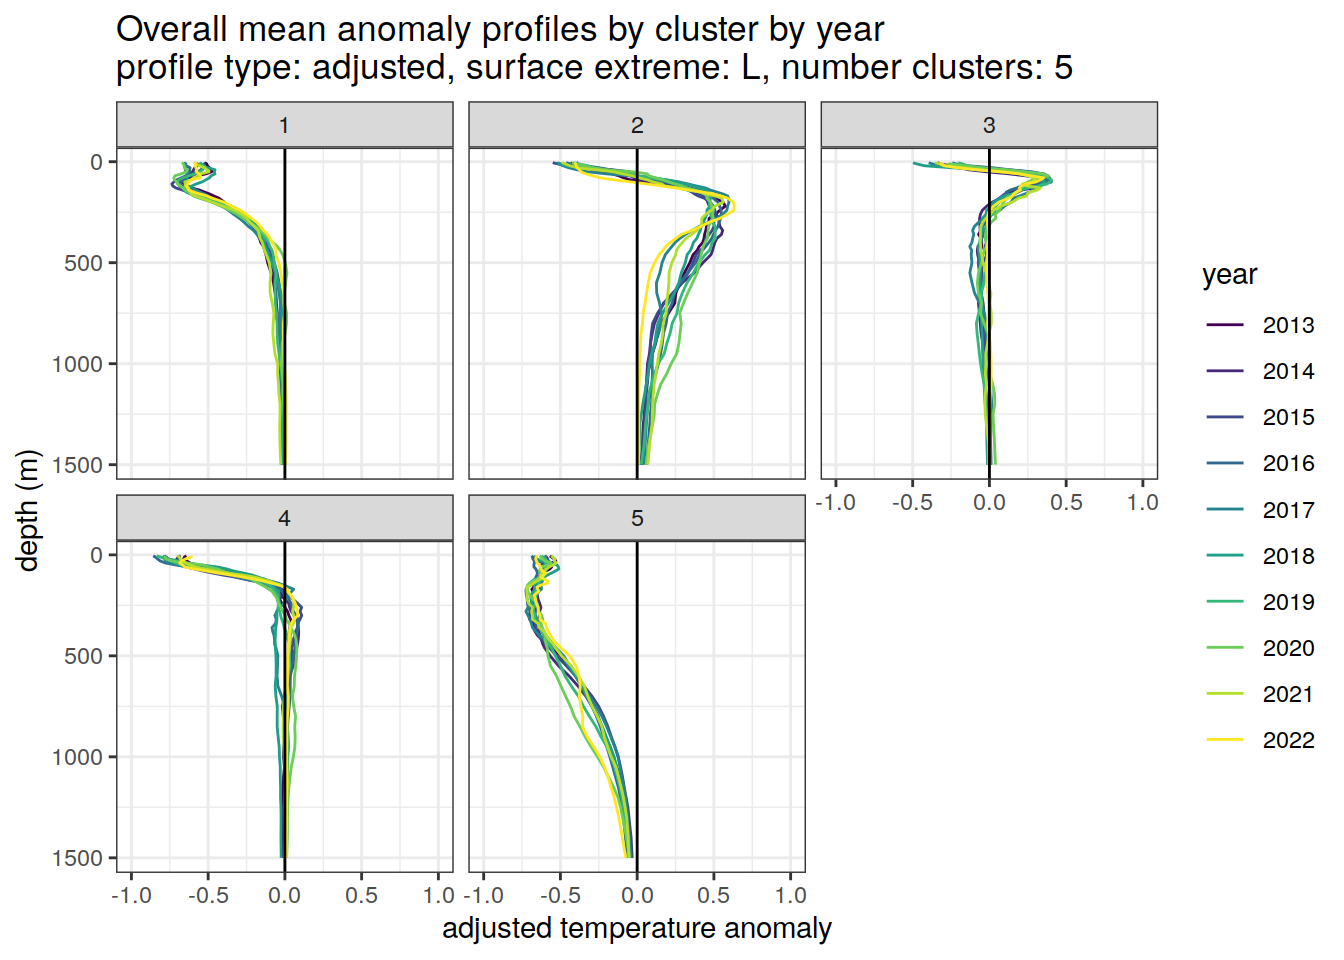 Overall mean anomaly profiles by cluster by year
profile type: adjusted, surface extreme: L, number clusters: 5
1
2
3
0
500
1000
1500
-1.0 -0.5 0.0 0.5 1.0
4
5
0
500
1000
1500
-1.0 -0.5 0.0 0.5 1.0
-1.0 -0.5 0.0 0.5 1.0
adjusted temperature anomaly
depth (m)
year
2013
2014
2015
2016
2017
2018
2019
2020
2021
2022